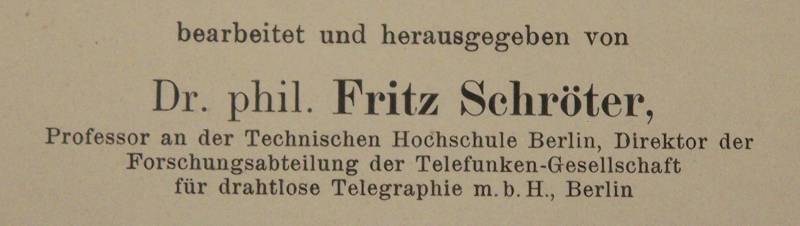 bearbeitet und herausgegeben von
Dr. phil. Fritz Schröter,
Professor an der Technischen Hochschule Berlin, Direktor der
Forschungsabteilung der Telefunken-Gesellschaft
für drahtlose Telegraphie m. b. H., Berlin